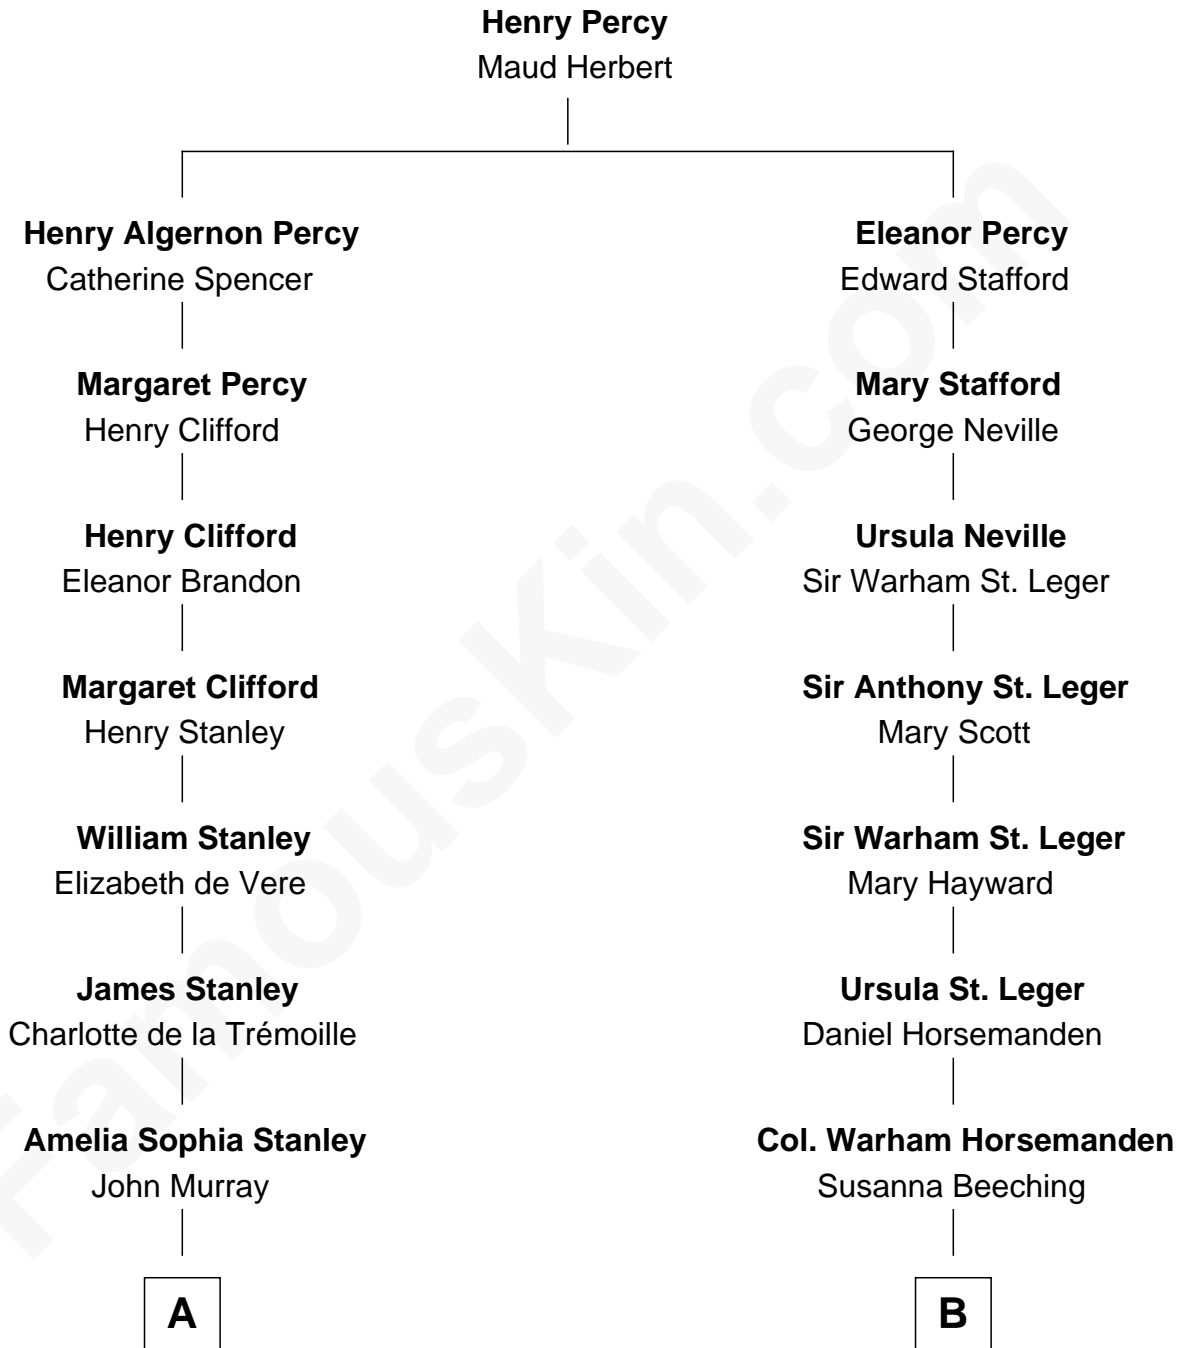 Henry Percy
Maud Herbert
Henry Algernon Percy
Catherine Spencer
Eleanor Percy
Edward Stafford
Margaret Percy
Henry Clifford
Mary Stafford
George Neville
Henry Clifford
Eleanor Brandon
Ursula Neville
Sir Warham St. Leger
Margaret Clifford
Henry Stanley
Sir Anthony St. Leger
Mary Scott
William Stanley
Elizabeth de Vere
Sir Warham St. Leger
Mary Hayward
James Stanley
Charlotte de la Trémoille
Ursula St. Leger
Daniel Horsemanden
Amelia Sophia Stanley
John Murray
Col. Warham Horsemanden
Susanna Beeching
A
B
FamousKin.com